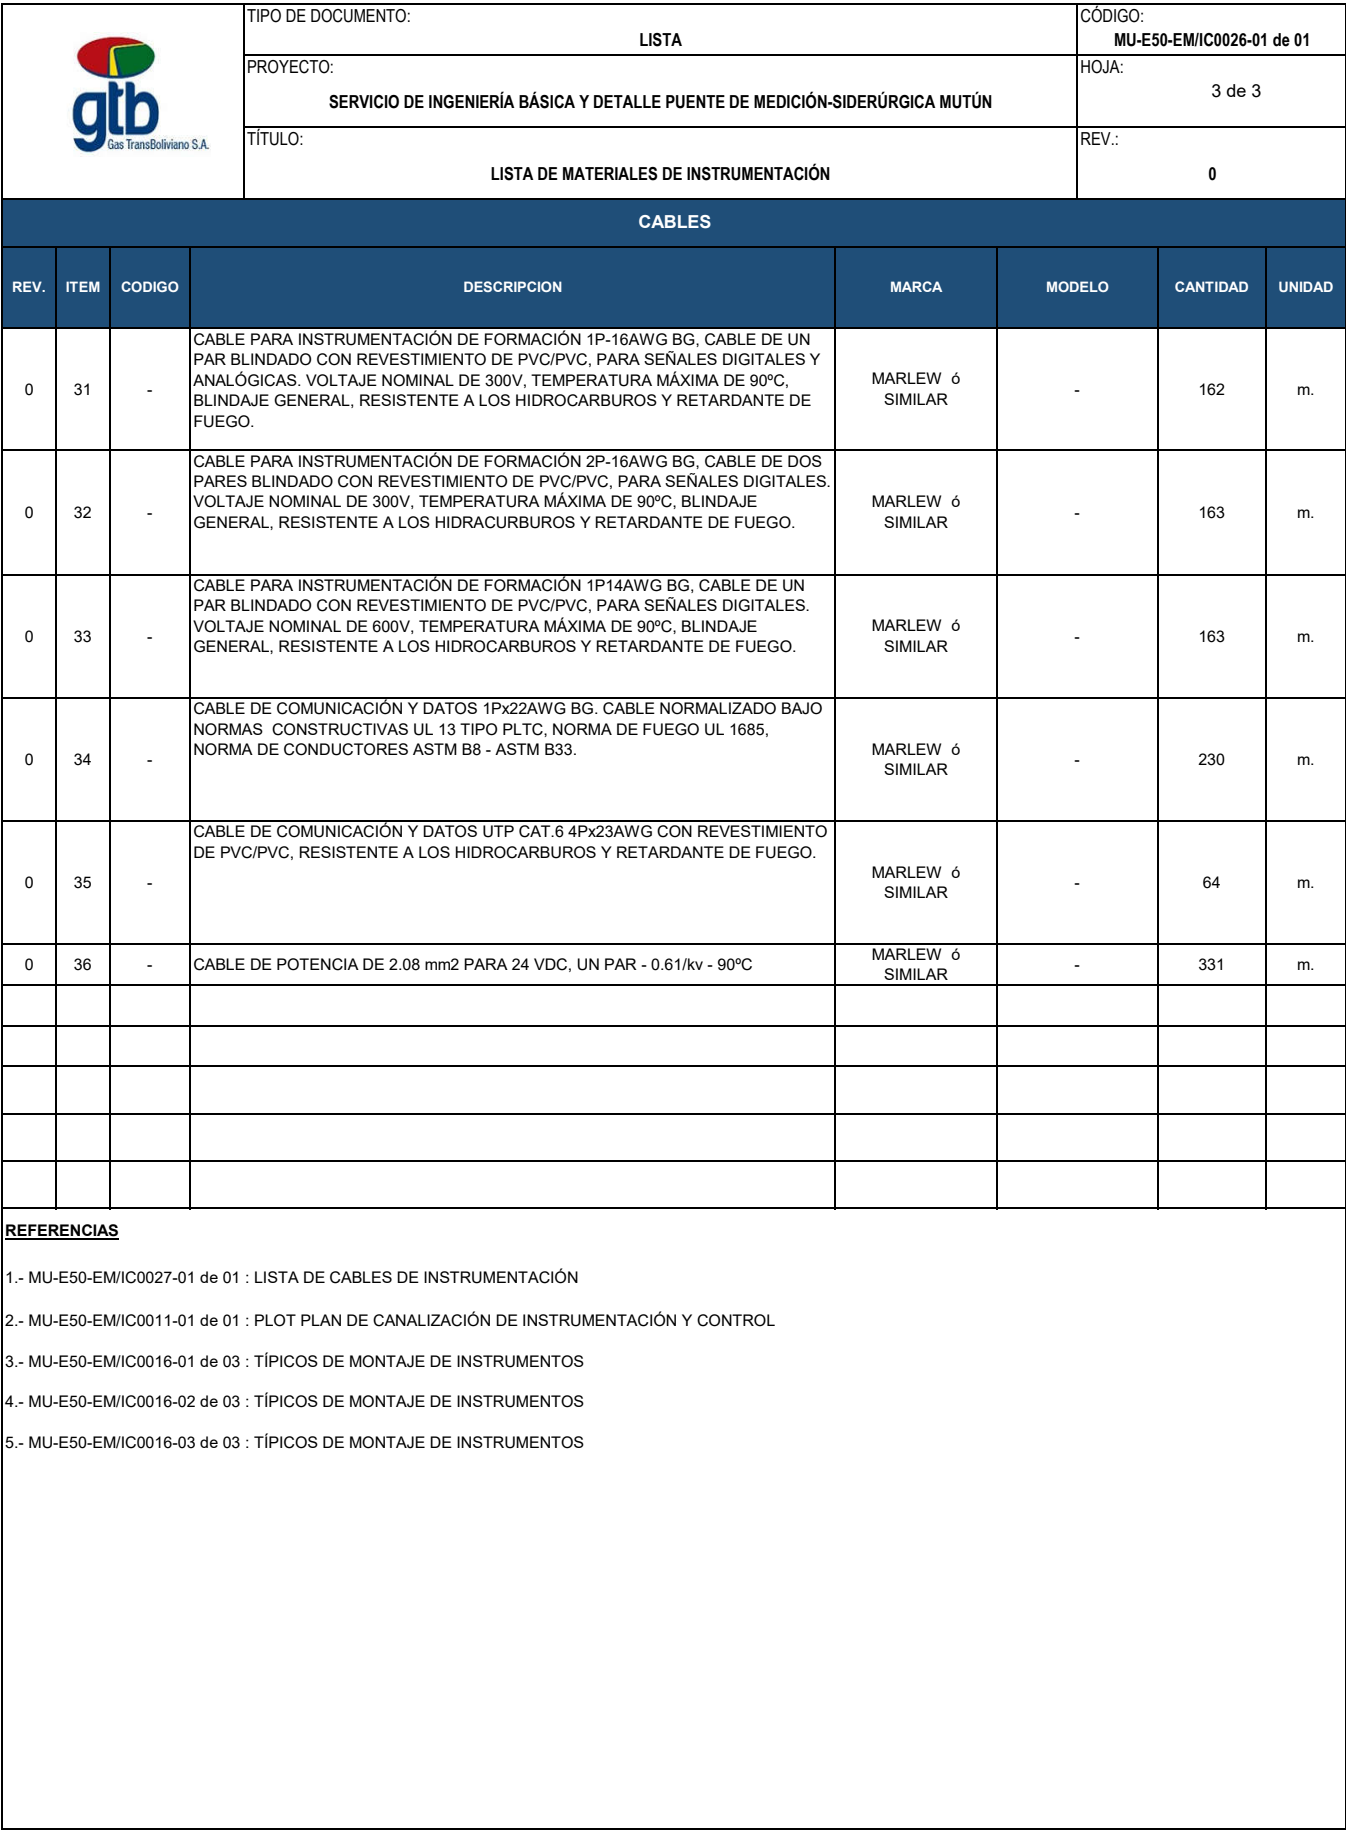 gtb
Gas TransBoliviano S.A.
TIPO DE DOCUMENTO:
LISTA
CÓDIGO:
MU-E50-EM/IC0026-01 de 01
PROYECTO:
SERVICIO DE INGENIERÍA BÁSICA Y DETALLE PUENTE DE MEDICIÓN-SIDERÚRGICA MUTÚN
HOJA:
3 de 3
TÍTULO:
LISTA DE MATERIALES DE INSTRUMENTACIÓN
REV.:
0
CABLES
REV. ITEM CODIGO DESCRIPCION MARCA MODELO CANTIDAD UNIDAD
CABLE PARA INSTRUMENTACIÓN DE FORMACIÓN 1P-16AWG BG, CABLE DE UN
PAR BLINDADO CON REVESTIMIENTO DE PVC/PVC, PARA SEÑALES DIGITALES Y
ANALÓGICAS. VOLTAJE NOMINAL DE 300V, TEMPERATURA MÁXIMA DE 90ºC,
BLINDAJE GENERAL, RESISTENTE A LOS HIDROCARBUROS Y RETARDANTE DE
FUEGO.
0 31 - MARLEW ó
SIMILAR
- 162 m.
CABLE PARA INSTRUMENTACIÓN DE FORMACIÓN 2P-16AWG BG, CABLE DE DOS
PARES BLINDADO CON REVESTIMIENTO DE PVC/PVC, PARA SEÑALES DIGITALES.
VOLTAJE NOMINAL DE 300V, TEMPERATURA MÁXIMA DE 90ºC, BLINDAJE
GENERAL, RESISTENTE A LOS HIDRACURBUROS Y RETARDANTE DE FUEGO.
0 32 - MARLEW ó
SIMILAR
- 163 m.
CABLE PARA INSTRUMENTACIÓN DE FORMACIÓN 1P14AWG BG, CABLE DE UN
PAR BLINDADO CON REVESTIMIENTO DE PVC/PVC, PARA SEÑALES DIGITALES.
VOLTAJE NOMINAL DE 600V, TEMPERATURA MÁXIMA DE 90ºC, BLINDAJE
GENERAL, RESISTENTE A LOS HIDROCARBUROS Y RETARDANTE DE FUEGO.
0 33 - MARLEW ó
SIMILAR
- 163 m.
CABLE DE COMUNICACIÓN Y DATOS 1Px22AWG BG. CABLE NORMALIZADO BAJO
NORMAS CONSTRUCTIVAS UL 13 TIPO PLTC, NORMA DE FUEGO UL 1685,
NORMA DE CONDUCTORES ASTM B8 - ASTM B33.
0 34 - MARLEW ó
SIMILAR
- 230 m.
CABLE DE COMUNICACIÓN Y DATOS UTP CAT.6 4Px23AWG CON REVESTIMIENTO
DE PVC/PVC, RESISTENTE A LOS HIDROCARBUROS Y RETARDANTE DE FUEGO.
0 35 - MARLEW ó
SIMILAR
- 64 m.
0 36 - CABLE DE POTENCIA DE 2.08 mm2 PARA 24 VDC, UN PAR - 0.61/kv - 90ºC MARLEW ó
SIMILAR
- 331 m.
REFERENCIAS
1.- MU-E50-EM/IC0027-01 de 01 : LISTA DE CABLES DE INSTRUMENTACIÓN
2.- MU-E50-EM/IC0011-01 de 01 : PLOT PLAN DE CANALIZACIÓN DE INSTRUMENTACIÓN Y CONTROL
3.- MU-E50-EM/IC0016-01 de 03 : TÍPICOS DE MONTAJE DE INSTRUMENTOS
4.- MU-E50-EM/IC0016-02 de 03 : TÍPICOS DE MONTAJE DE INSTRUMENTOS
5.- MU-E50-EM/IC0016-03 de 03 : TÍPICOS DE MONTAJE DE INSTRUMENTOS